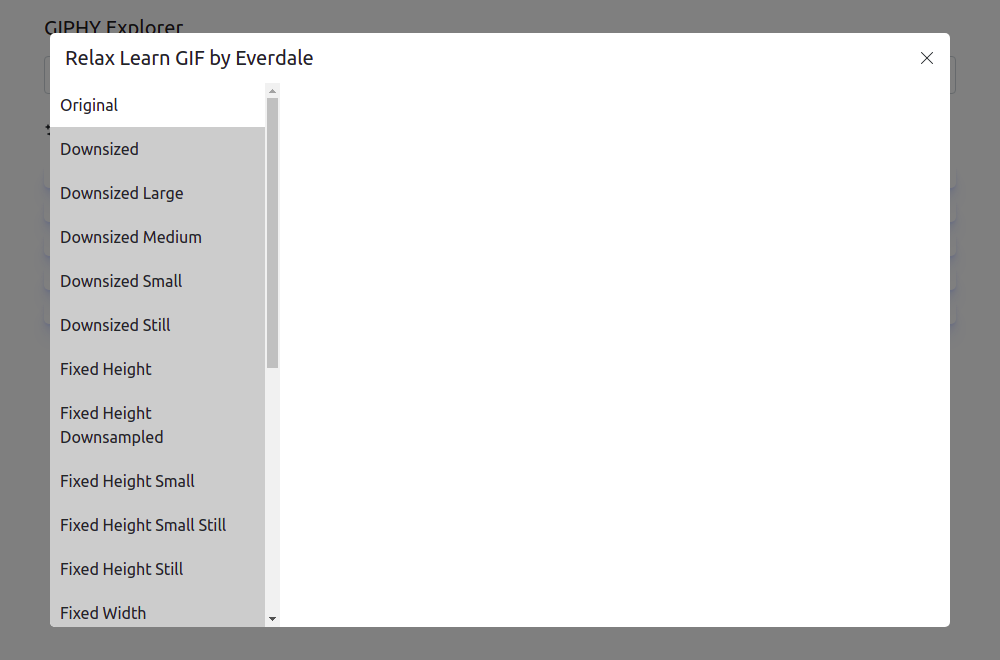 GIPHY Explorer
Relax Learn GIF by Everdale
Original
Downsized
Downsized Large
Downsized Medium
Downsized Small
Downsized Still
Fixed Height
Fixed Height
Downsampled
Fixed Height Small
Fixed Height Small Still
Fixed Height Still
Fixed Width